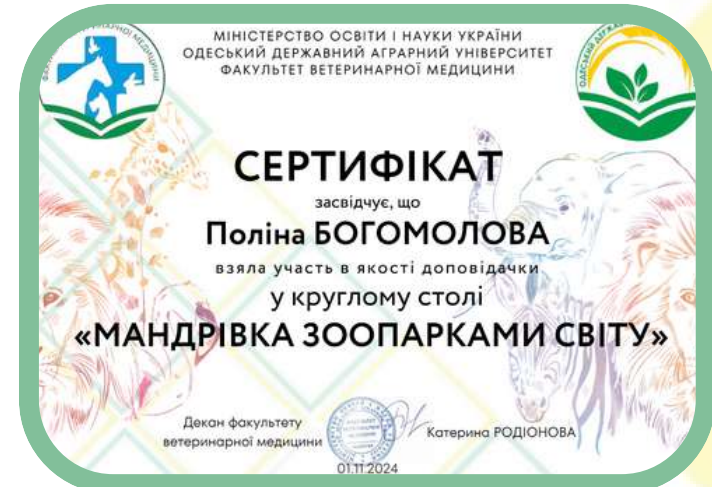 МІНІСТЕРСТВО ОСВІТИ І НАУКИ УКРАЇНИ
ОДЕСЬКИЙ ДЕРЖАВНИЙ АГРАРНИЙ УНІВЕРСИТЕТ
ФАКУЛЬТЕТ ВЕТЕРИНАРНОЇ МЕДИЦИНИ
СЕРТИФІКАТ
засвідчує, що
Поліна БОГОМОЛОВА
взяла участь в якості доповідачки
у круглому столі
«МАНДРІВКА ЗООПАРКАМИ СВІТУ»
Декан факультету
ветеринарної медицини
Катерина РОДІОНОВА
01.11.2024